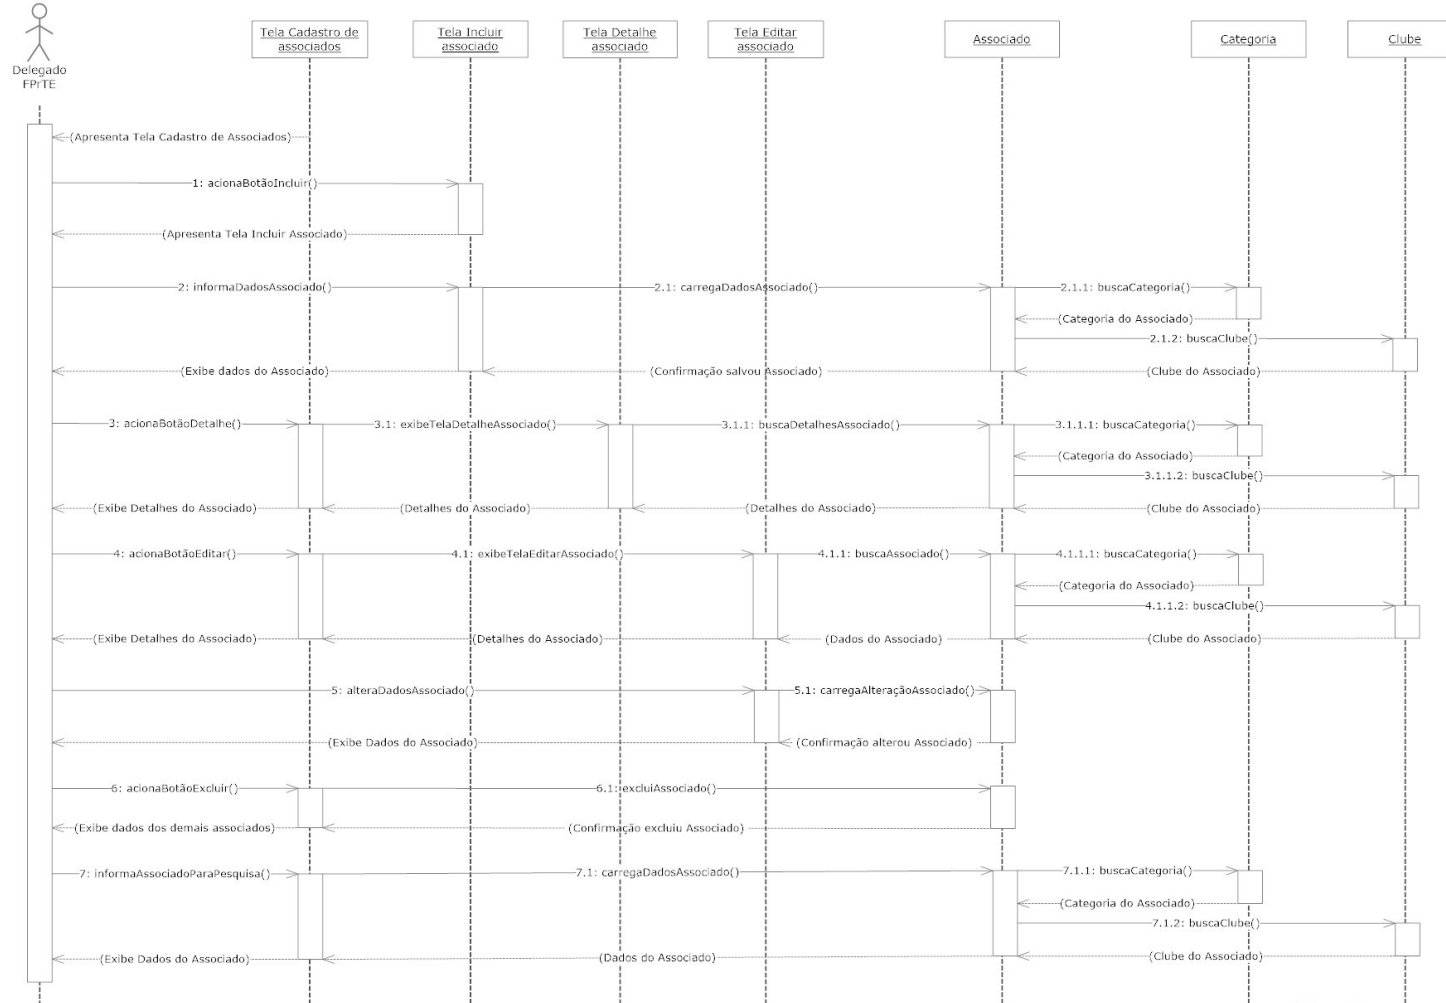 Delegado
FPrTE
Tela Cadastro de
associados
Tela Incluir
associado
Tela Detalhe
associado
Tela Editar
associado
Associado
Categoria
Clube
(Apresenta Tela Cadastro de Associados)
1: acionaBotãoIncluir()
(Apresenta Tela Incluir Associado)
2: informaDadosAssociado()
2.1: carregaDadosAssociado()
2.1.1: buscaCategoria()
(Categoria do Associado)
2.1.2: buscaClube()
(Exibe dados do Associado)
(Confirmação salvou Associado)
(Clube do Associado)
3: acionaBotãoDetalhe()
3.1: exibeTelaDetalheAssociado()
3.1.1: buscaDetalhesAssociado()
3.1.1.1: buscaCategoria()
(Categoria do Associado)
3.1.1.2: buscaClube()
(Exibe Detalhes do Associado)
(Detalhes do Associado)
(Detalhes do Associado)
(Clube do Associado)
4: acionaBotãoEditar()
4.1: exibeTelaEditarAssociado()
4.1.1: buscaAssociado()
4.1.1.1: buscaCategoria()
(Categoria do Associado)
4.1.1.2: buscaClube()
(Exibe Detalhes do Associado)
(Detalhes do Associado)
(Dados do Associado)
(Clube do Associado)
5: alteraDadosAssociado()
5.1: carregaAlteraçãoAssociado()
(Exibe Dados do Associado)
(Confirmação alterou Associado)
6: acionaBotãoExcluir()
6.1: excluiAssociado()
(Exibe dados dos demais associados)
(Confirmação excluiu Associado)
7: informaAssociadoParaPesquisa()
7.1: carregaDadosAssociado()
7.1.1: buscaCategoria()
(Categoria do Associado)
7.1.2: buscaClube()
(Exibe Dados do Associado)
(Dados do Associado)
(Clube do Associado)